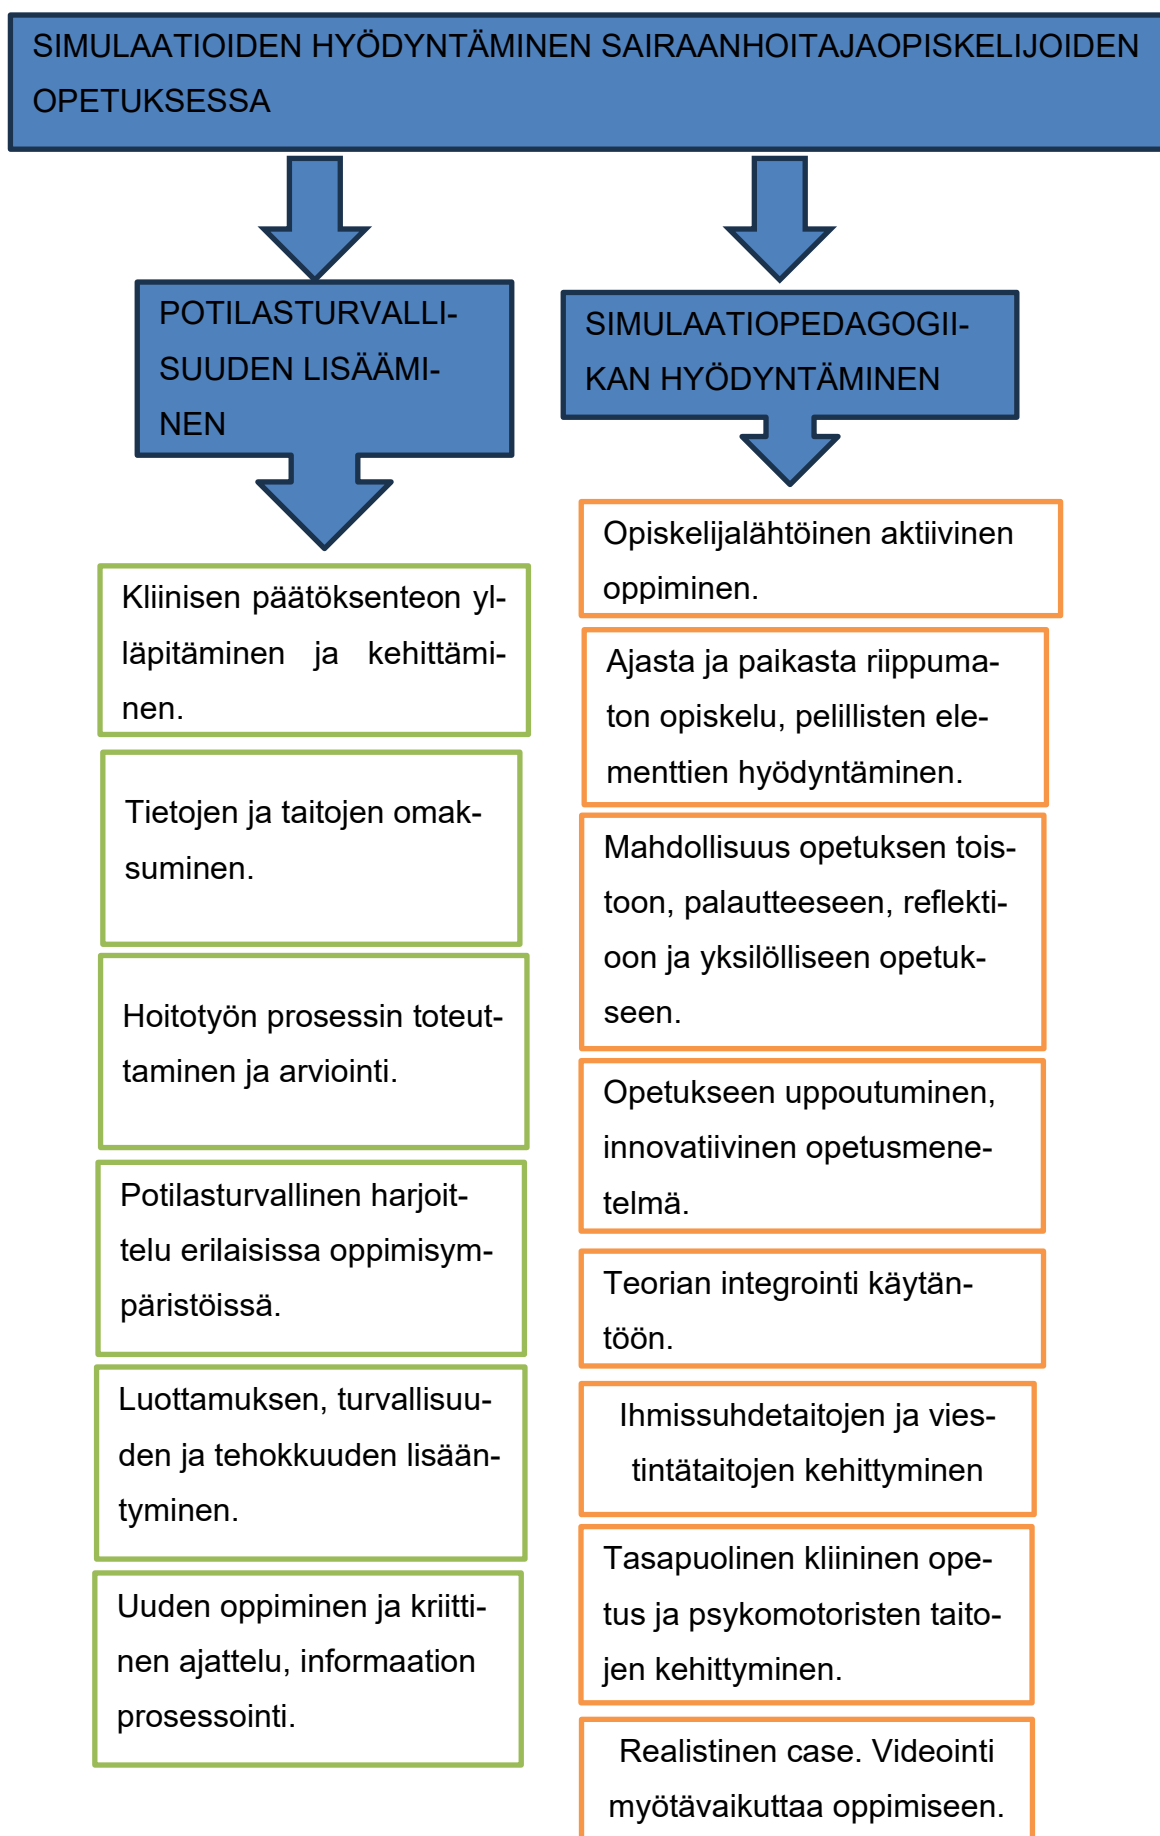 SIMULAATIOIDEN HYÖDYNTÄMINEN SAIRAANHOITAJAOPISKELIJOIDEN
OPETUKSESSA
POTILASTURVALLI-
SUUDEN LISÄÄMI-
NEN
Kliinisen päätöksenteon yl-
läpitäminen ja kehittämi-
nen.
Tietojen ja taitojen omak-
suminen.
Hoitotyön prosessin toteut-
taminen ja arviointi.
Potilasturvallinen harjoit-
telu erilaisissa oppimisym-
päristöissä.
Luottamuksen, turvallisuu-
den ja tehokkuuden lisään-
tyminen.
Uuden oppiminen ja kriitti-
nen ajattelu, informaation
prosessointi.
SIMULAATIOPEDAGOGII-
KAN HYÖDYNTÄMINEN
Opiskelijalähtöinen aktiivinen
oppiminen.
Ajasta ja paikasta riippuma-
ton opiskelu, pelillisten ele-
menttien hyödyntäminen.
Mahdollisuus opetuksen tois-
toon, palautteeseen, reflekti-
oon ja yksilölliseen opetuk-
seen.
Opetukseen uppoutuminen,
innovatiivinen opetusmene-
telmä.
Teorian integrointi käytän-
töön.
Ihmissuhdetaitojen ja vies-
tintätaitojen kehittyminen
Tasapuolinen kliininen ope-
tus ja psykomotoristen taito-
jen kehittyminen.
Realistinen case. Videointi
myötävaikuttaa oppimiseen.